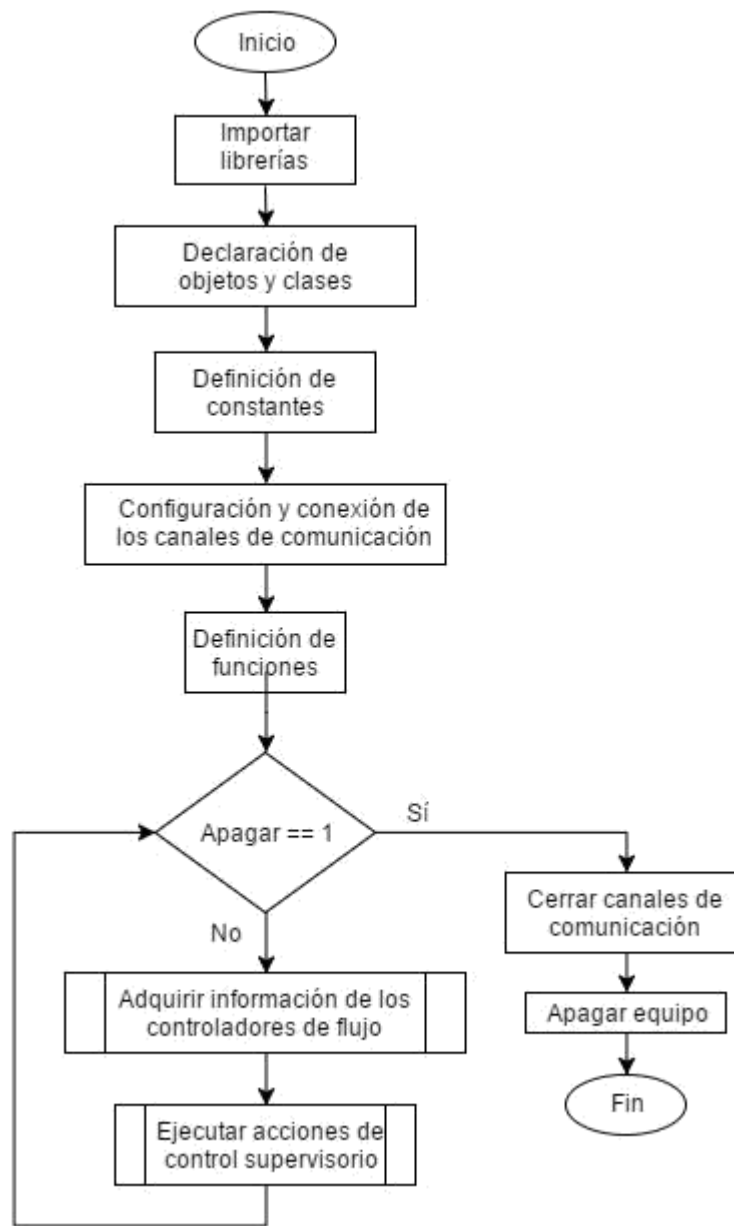 Inicio
Importar
librerías
Declaración de
objetos y clases
Definición de
constantes
Configuración y conexión de
los canales de comunicación
Definición de
funciones
Apagar == 1
Sí
No
Cerrar canales de
comunicación
Adquirir información de los
controladores de flujo
Apagar equipo
Ejecutar acciones de
control supervisorio
Fin